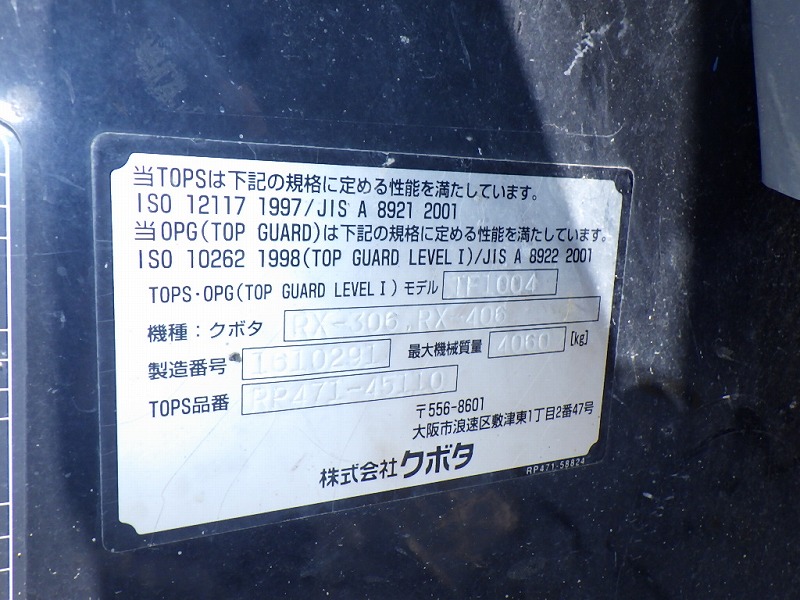 当TOPSは下記の規格に定める性能を満たしています。
ISO 12117 1997/JIS A 8921 2001
当OPG(TOP GUARD)は下記の規格に定める性能を満たしています。
ISO 10262 1998(TOP GUARD LEVEL I)/JIS A 8922 2001
TOPS・OPG(TOP GUARD LEVEL I) モデル TF1004
機種：クボタ RX-306,RX-406
製造番号 1B10291 最大機械質量 4060 [kg]
TOPS品番 RP471-45110
〒556-8601
大阪市浪速区敷津東1丁目2番47号
株式会社クボタ
RP471-58824